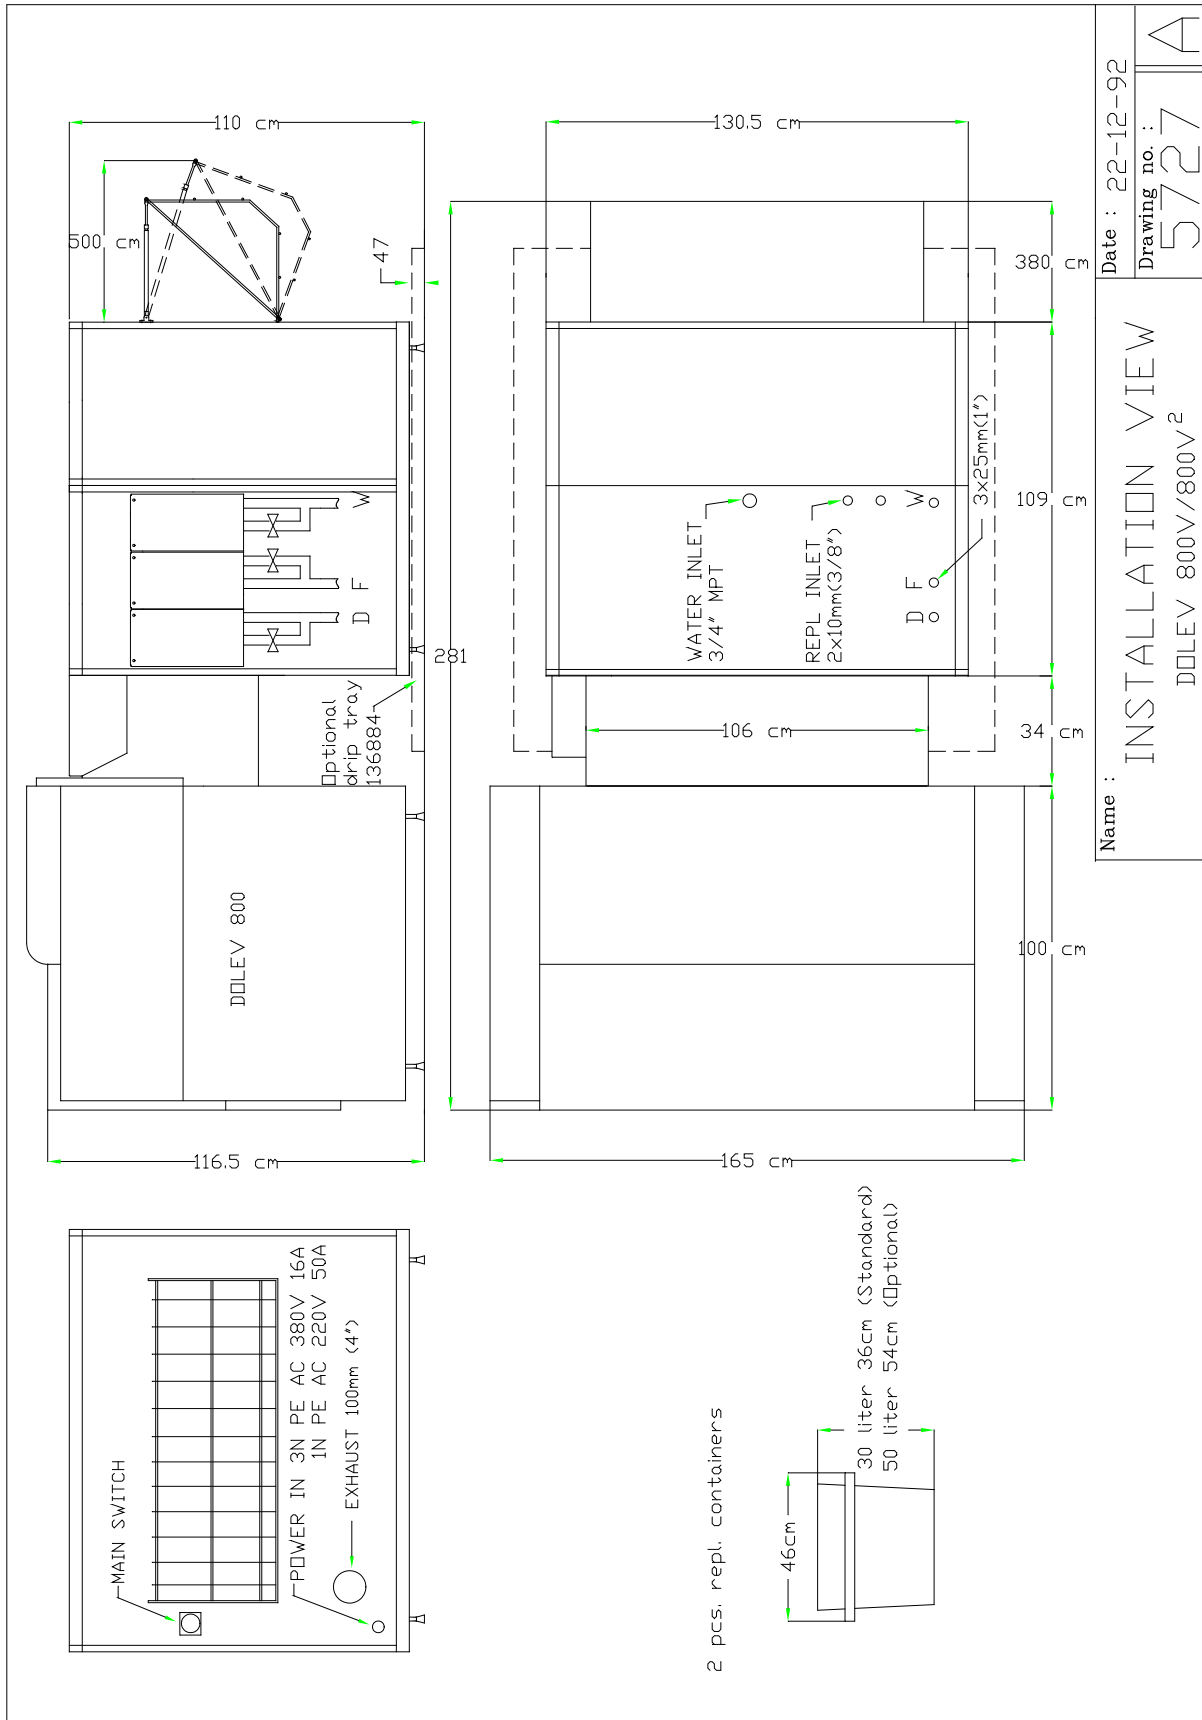 110 cm
500 cm
47
W
F
D
281
Optional
drip tray
136884
DOLEV 800
116.5 cm
130.5 cm
380 cm
WATER INLET
3/4" MPT
REPL INLET
2x10mm(3/8")
D F W
3x25mm(1")
109 cm
106 cm
34 cm
100 cm
165 cm
MAIN SWITCH
POWER IN 3N PE AC 380V 16A
1N PE AC 220V 50A
EXHAUST 100mm (4")
2 pcs. repl. containers
46cm
30 liter 36cm (Standard)
50 liter 54cm (Optional)
Name :
INSTALLATION VIEW
DOLEV 800V/800V²
Date : 22-12-92
Drawing no. :
5727
A